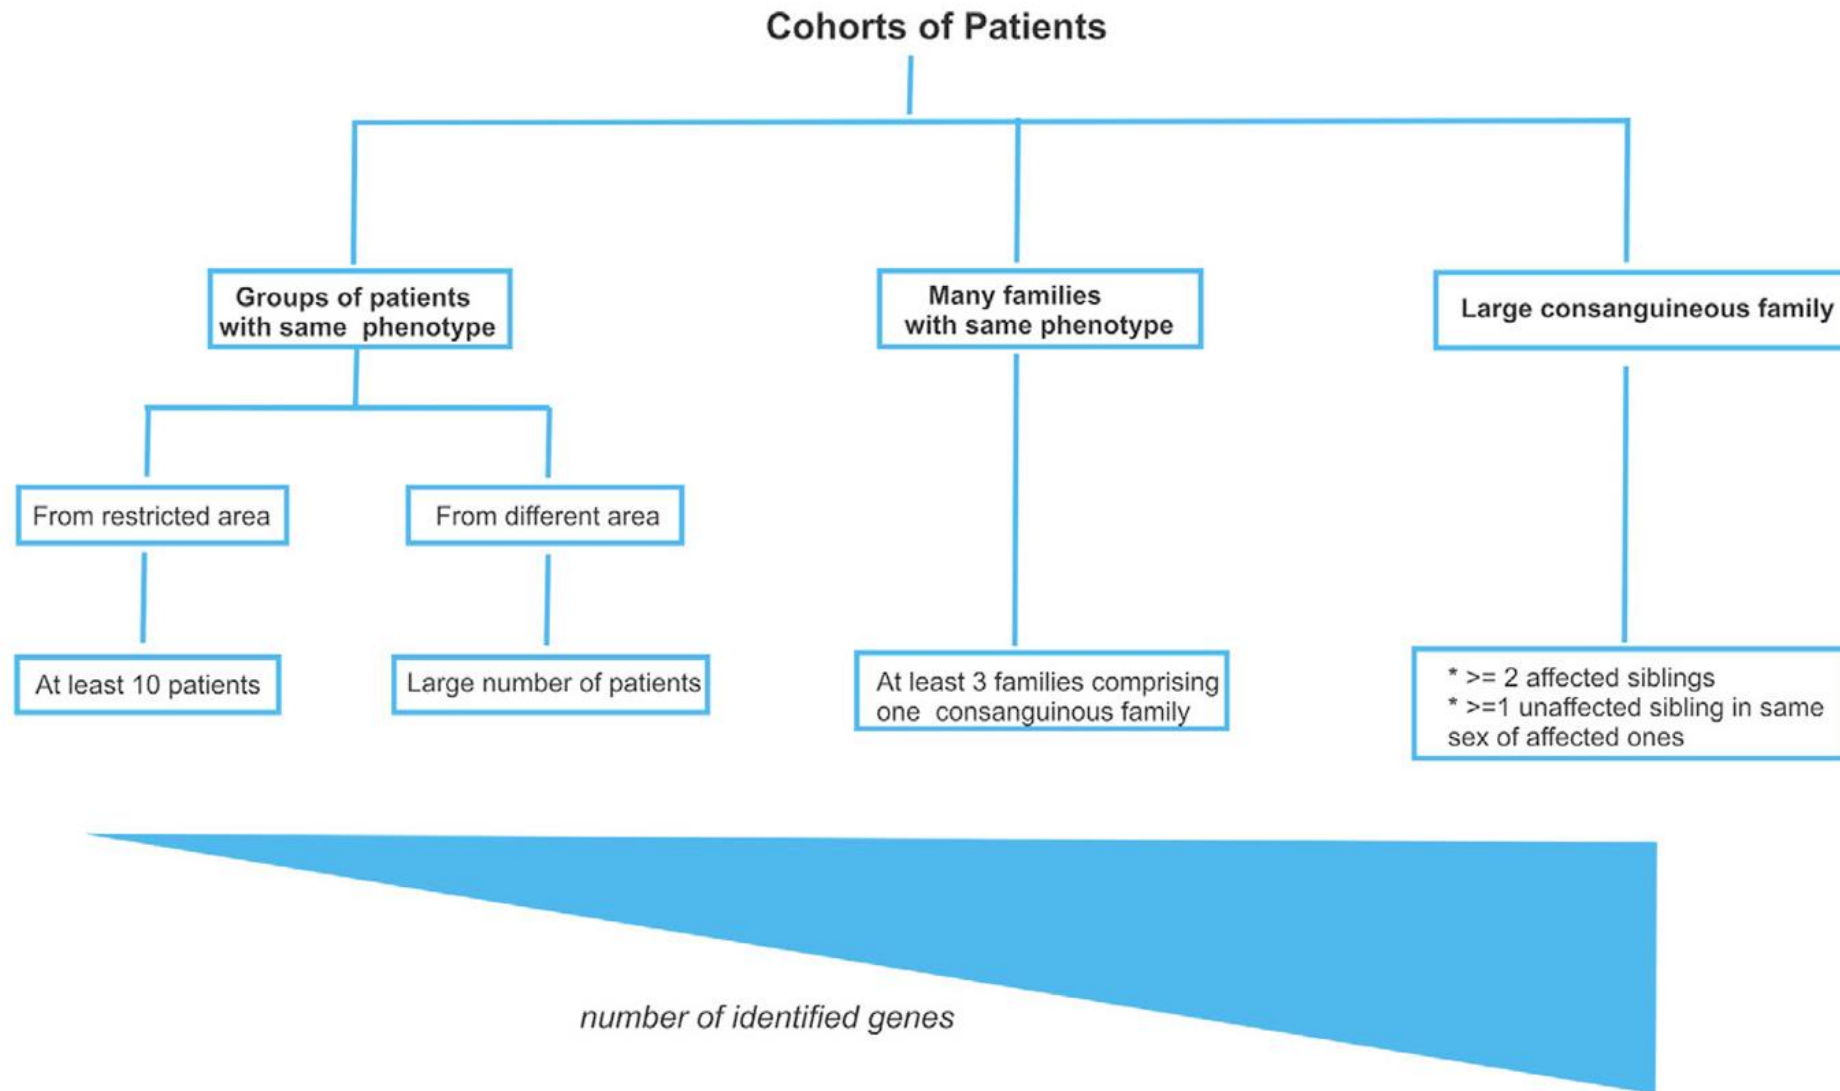 Cohorts of Patients
Groups of patients
with same phenotype
Many families
with same phenotype
Large consanguineous family
From restricted area
From different area
At least 10 patients
Large number of patients
At least 3 families comprising
one consanguinous family
* >= 2 affected siblings
* >=1 unaffected sibling in same
sex of affected ones
number of identified genes